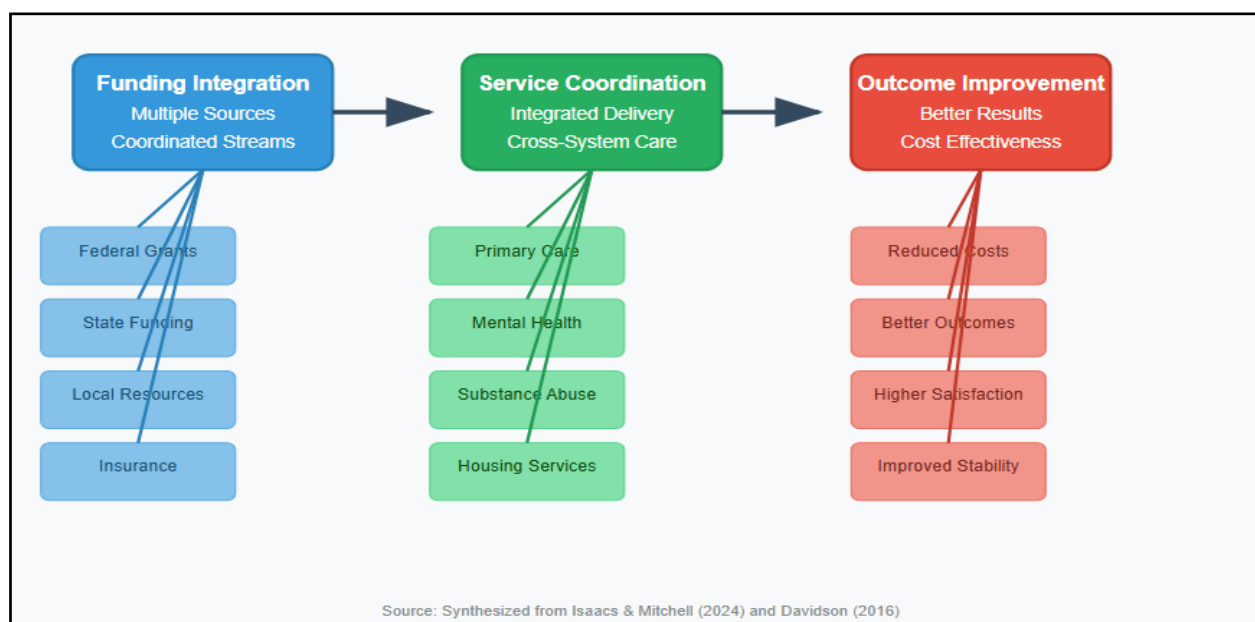 Funding Integration
Multiple Sources
Coordinated Streams
Federal Grants
State Funding
Local Resources
Insurance
Service Coordination
Integrated Delivery
Cross-System Care
Primary Care
Mental Health
Substance Abuse
Housing Services
Outcome Improvement
Better Results
Cost Effectiveness
Reduced Costs
Better Outcomes
Higher Satisfaction
Improved Stability
Source: Synthesized from Isaacs & Mitchell (2024) and Davidson (2016)